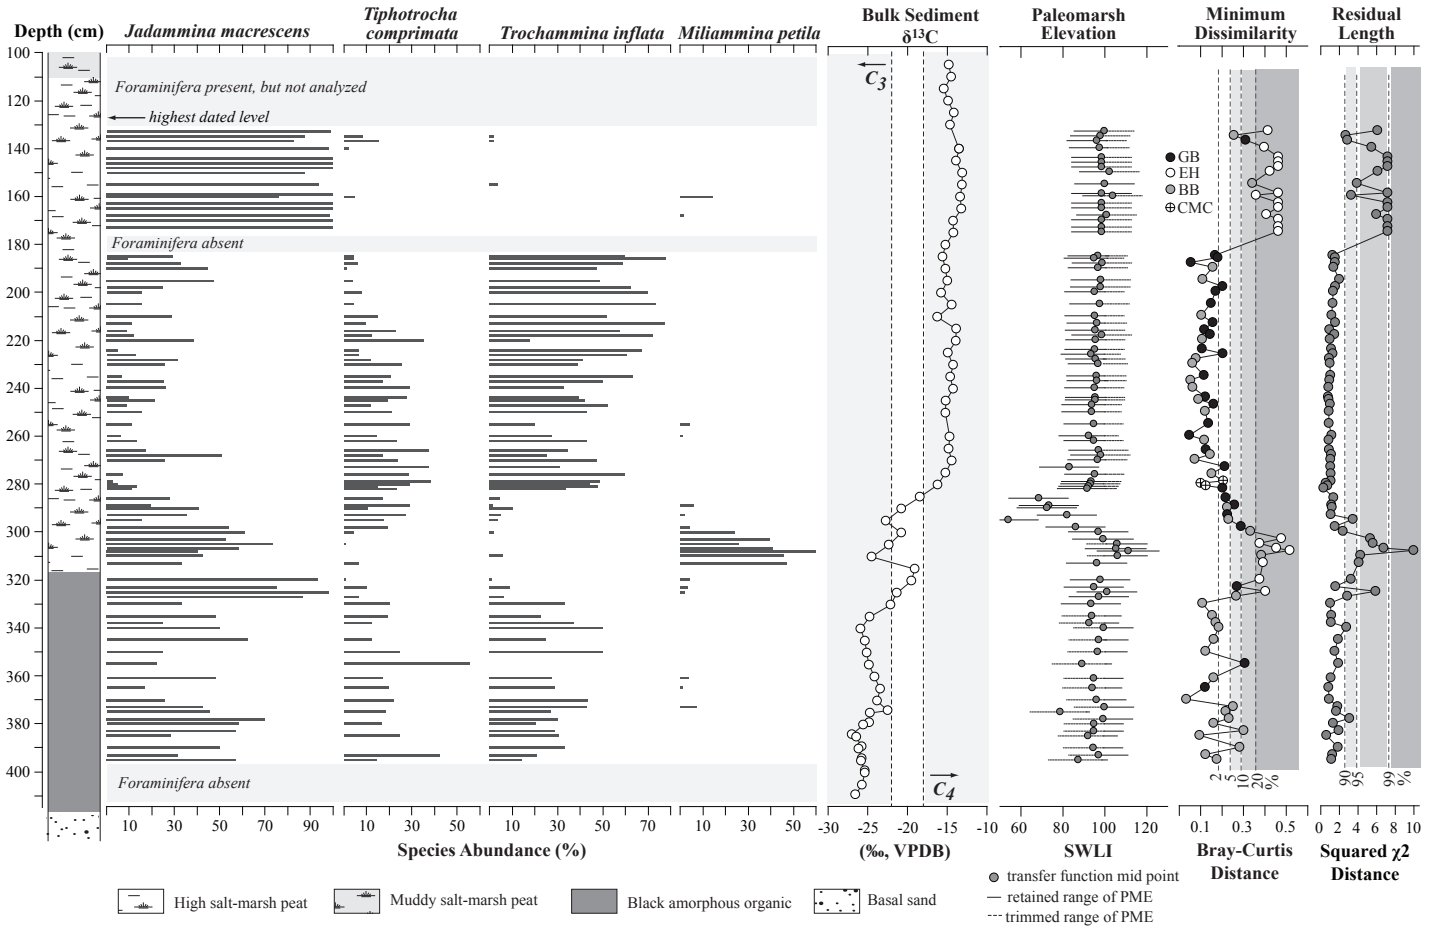 Depth (cm)
Jadammina macrescens
Tiphotrocha
comprimata
Trochammina inflata
Miliammina petila
Bulk Sediment
δ¹³C
Paleomarsh
Elevation
Minimum
Dissimilarity
Residual
Length
100
120
140
160
180
200
220
240
260
280
300
320
340
360
380
400
Foraminifera present, but not analyzed
highest dated level
Foraminifera absent
Foraminifera absent
C₃
C₄
GB
EH
BB
CMC
2 5 10 20 %
90 95 99 %
10 30 50 70 90
10 30 50
10 30 50 70
10 30 50
-30 -25 -20 -15 -10
60 80 100 120
0.1 0.3 0.5
0 2 4 6 8 10
Species Abundance (%)
(‰, VPDB)
SWLI
Bray-Curtis
Distance
Squared χ2
Distance
High salt-marsh peat
Muddy salt-marsh peat
Black amorphous organic
Basal sand
transfer function mid point
retained range of PME
trimmed range of PME